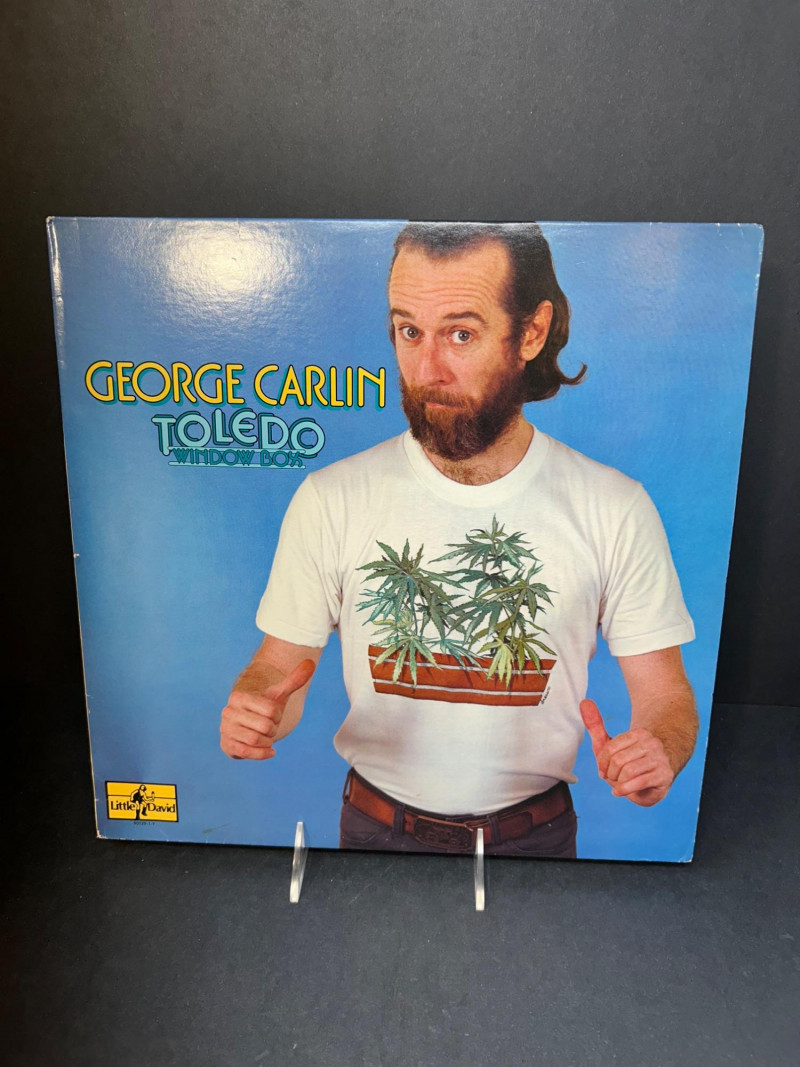 GEORGE CARLIN
TOLEDO
WINDOW BOX
Little David